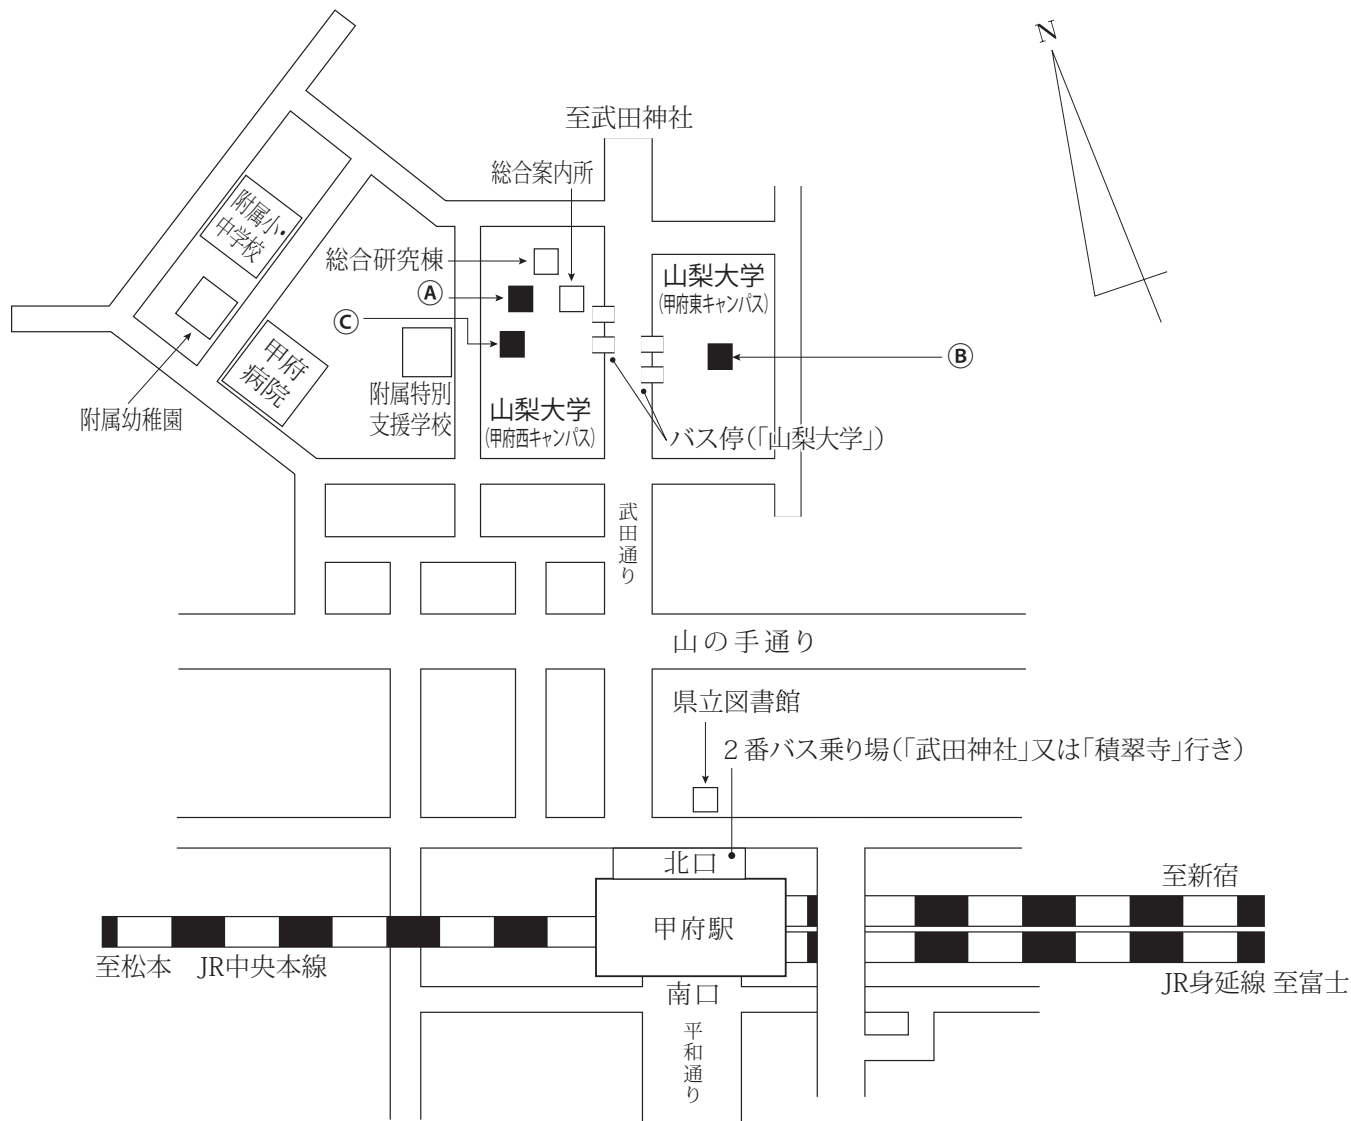 N
至武田神社
総合案内所
附属小・
中学校
総合研究棟
山梨大学
(甲府東キャンパス)
Ⓐ
Ⓒ
Ⓑ
甲府
病院
附属幼稚園
附属特別
支援学校
山梨大学
(甲府西キャンパス)
バス停(「山梨大学」)
武田通り
山の手通り
県立図書館
2番バス乗り場(「武田神社」又は「積翠寺」行き)
北口
至新宿
甲府駅
至松本 JR中央本線
南口
JR身延線 至富士
平和通り